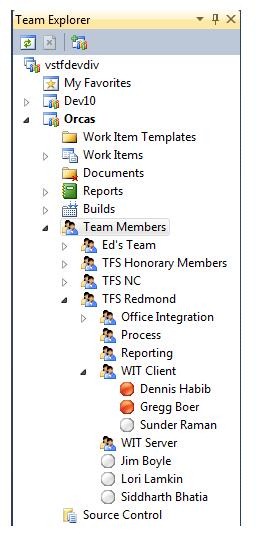 Team Explorer
vstfdevdiv
My Favorites
Dev10
Orcas
Work Item Templates
Work Items
Documents
Reports
Builds
Team Members
Ed's Team
TFS Honorary Members
TFS NC
TFS Redmond
Office Integration
Process
Reporting
WIT Client
Dennis Habib
Gregg Boer
Sunder Raman
WIT Server
Jim Boyle
Lori Lamkin
Siddharth Bhatia
Source Control